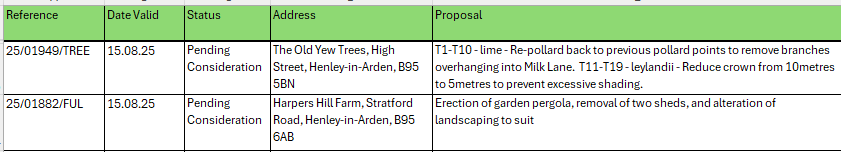 Reference Date Valid Status Address Proposal
25/01949/TREE 15.08.25 Pending Consideration The Old Yew Trees, High Street, Henley-in-Arden, B95 5BN T1-T10 - lime - Re-pollard back to previous pollard points to remove branches overhanging into Milk Lane. T11-T19 - leylandii - Reduce crown from 10metres to 5metres to prevent excessive shading.
25/01882/FUL 15.08.25 Pending Consideration Harpers Hill Farm, Stratford Road, Henley-in-Arden, B95 6AB Erection of garden pergola, removal of two sheds, and alteration of landscaping to suit